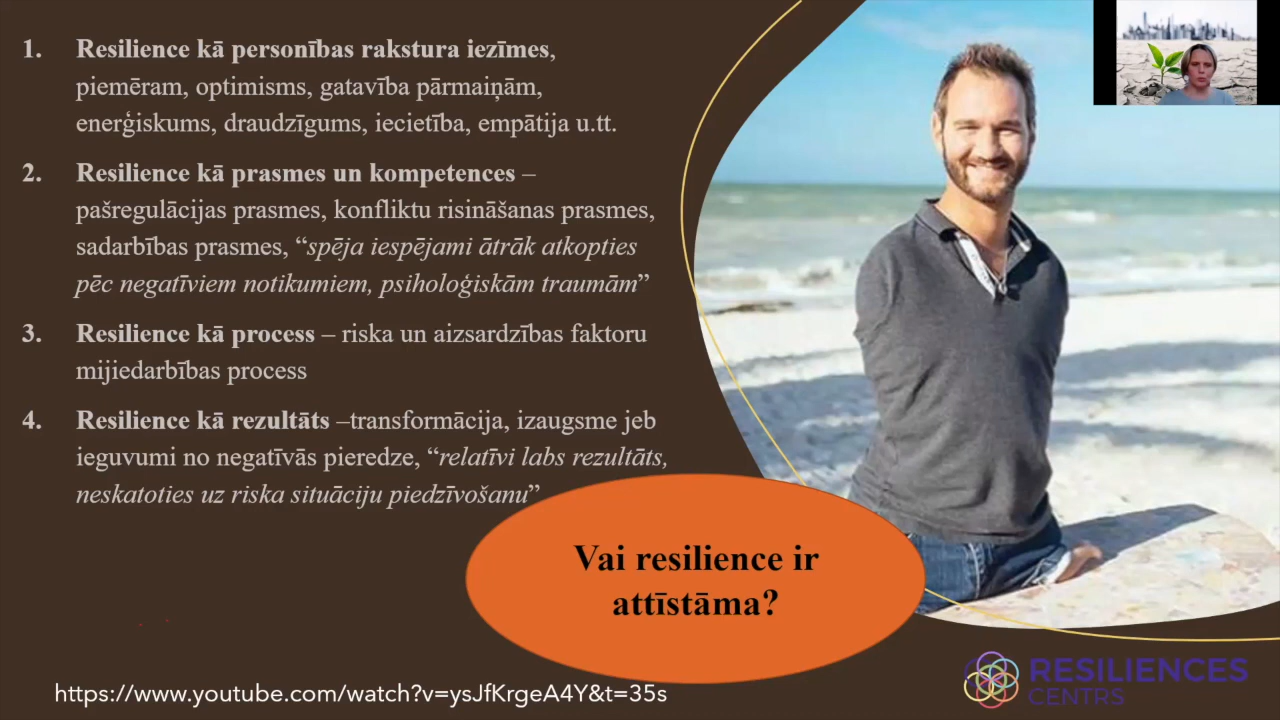 1. Resilience kā personības rakstura iezīmes,
piemēram, optimisms, gatavība pārmaiņām,
enerģiskums, draudzīgums, iecietība, empātija u.tt.
2. Resilience kā prasmes un kompetences –
pašregulācijas prasmes, konfliktu risināšanas prasmes,
sadarbības prasmes, “spēja iespējami ātrāk atkopties
pēc negatīviem notikumiem, psiholoģiskām traumām”
3. Resilience kā process – riska un aizsardzības faktoru
mijiedarbības process
4. Resilience kā rezultāts –transformācija, izaugsme jeb
ieguvumi no negatīvās pieredze, “relatīvi labs rezultāts,
neskatoties uz riska situāciju piedzīvošanu”
Vai resilience ir
attīstāma?
https://www.youtube.com/watch?v=ysJfKrgeA4Y&t=35s
RESILIENCES
CENTRS